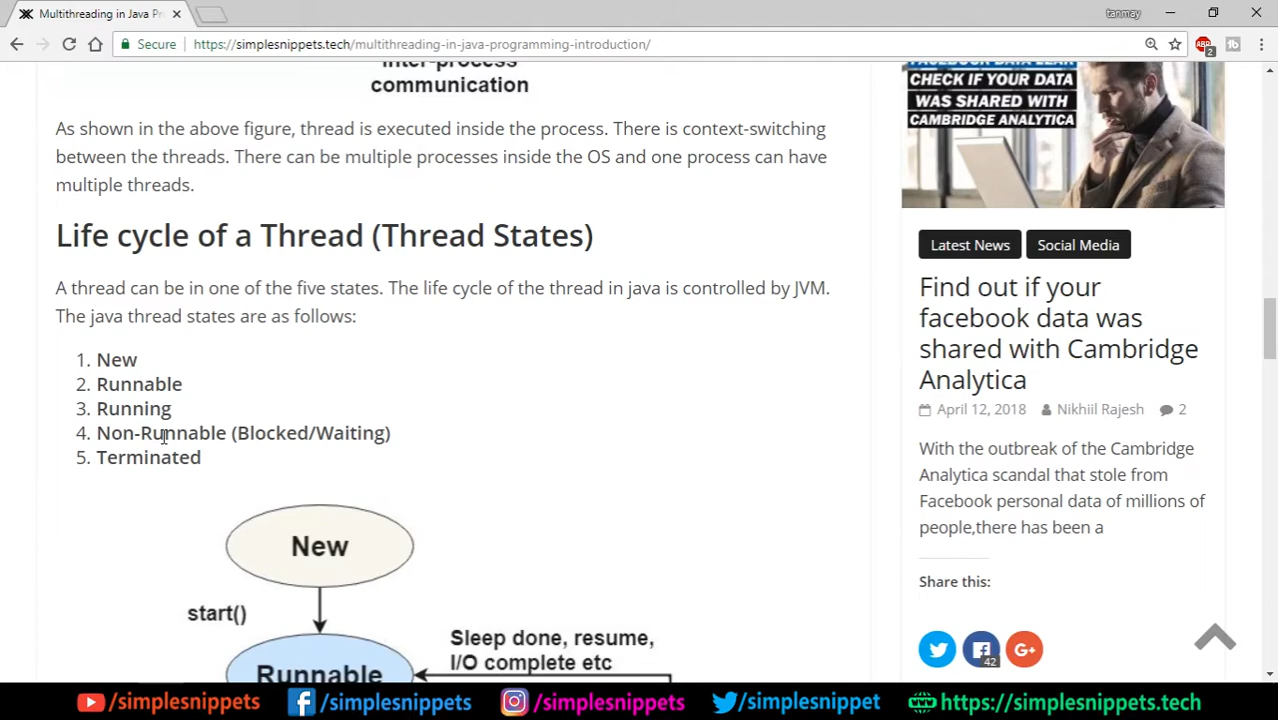 Multithreading in Java Pr
tanmay
Secure
https://simplesnippets.tech/multithreading-in-java-programming-introduction/
ABP
2
inter-process
communication
As shown in the above figure, thread is executed inside the process. There is context-switching
between the threads. There can be multiple processes inside the OS and one process can have
multiple threads.
Life cycle of a Thread (Thread States)
A thread can be in one of the five states. The life cycle of the thread in java is controlled by JVM.
The java thread states are as follows:
1. New
2. Runnable
3. Running
4. Non-Runnable (Blocked/Waiting)
5. Terminated
New
start()
Runnable
Sleep done, resume,
I/O complete etc
FACEBOOK DATA LEAK
CHECK IF YOUR DATA
WAS SHARED WITH
CAMBRIDGE ANALYTICA
Latest News
Social Media
Find out if your
facebook data was
shared with Cambridge
Analytica
April 12, 2018 Nikhiil Rajesh 2
With the outbreak of the Cambridge
Analytica scandal that stole from
Facebook personal data of millions of
people,there has been a
Share this:
42
G+
/simplesnippets
/simplesnippets
/simplesnippets
/simplesnippets
https://simplesnippets.tech